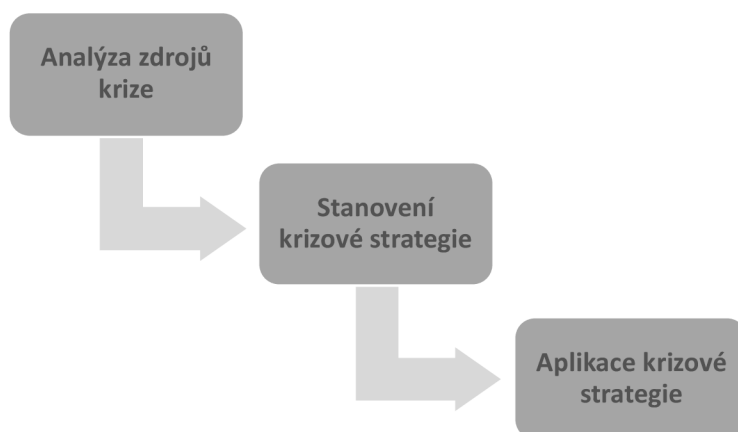 Analýza zdrojů
krize
Stanovení
krizové strategie
Aplikace krizové
strategie